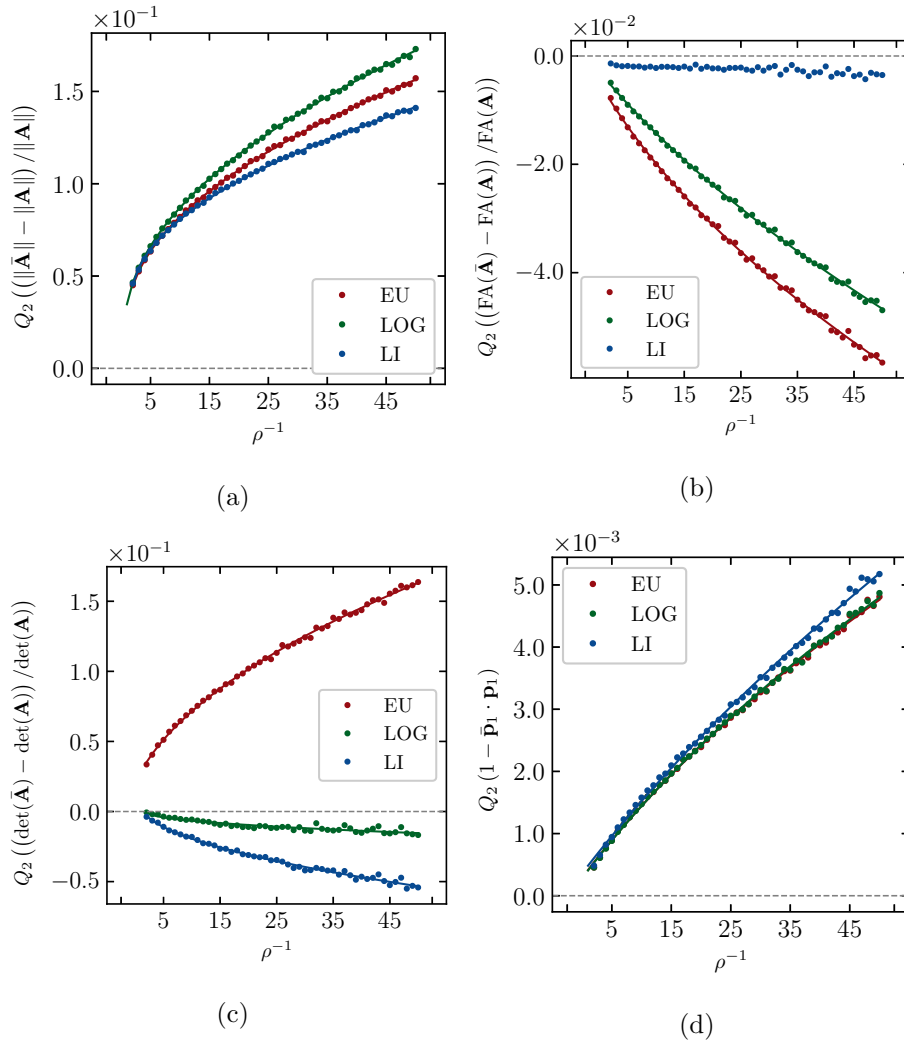 ×10⁻¹
Q₂ ((‖Ā‖ − ‖A‖) /‖A‖)
1.5
1.0
0.5
0.0
EU
LOG
LI
5 15 25 35 45
ρ⁻¹
(a)
×10⁻²
Q₂ ((FA(Ā) − FA(A)) /FA(A))
0.0
−2.0
−4.0
EU
LOG
LI
5 15 25 35 45
ρ⁻¹
(b)
×10⁻¹
Q₂ ((det(Ā) − det(A)) /det(A))
1.5
1.0
0.5
0.0
−0.5
EU
LOG
LI
5 15 25 35 45
ρ⁻¹
(c)
×10⁻³
Q₂ (1 − p̄₁ · p₁)
5.0
4.0
3.0
2.0
1.0
0.0
EU
LOG
LI
5 15 25 35 45
ρ⁻¹
(d)